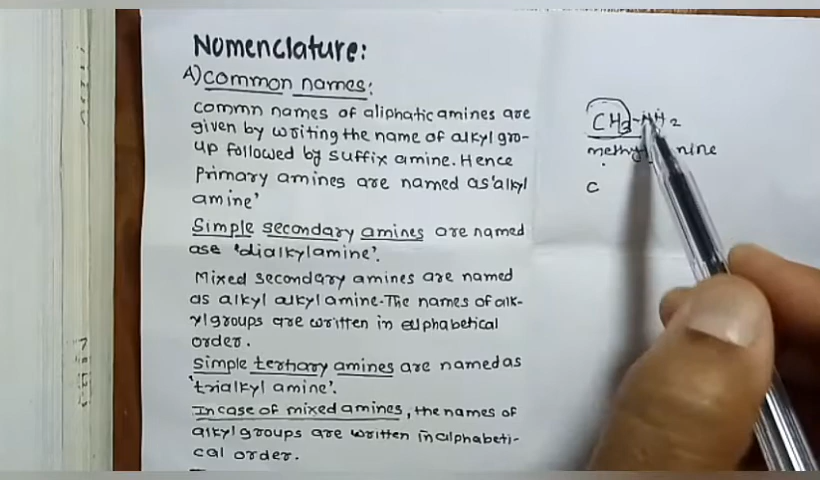 Nomenclature:
A) common names:
commn names of aliphatic amines are
given by writing the name of alkyl gro-
up followed by suffix amine. Hence
Primary amines are named as 'alkyl
amine'
Simple secondary amines are named
ase 'dialkylamine'.
Mixed secondary amines are named
as alkyl alkyl amine. The names of alk-
yl groups are written in alphabetical
order.
Simple tertiary amines are named as
'trialkyl amine'.
In case of mixed amines, the names of
alkyl groups are written in alphabeti-
cal order.
CH3-NH2
methyl
c